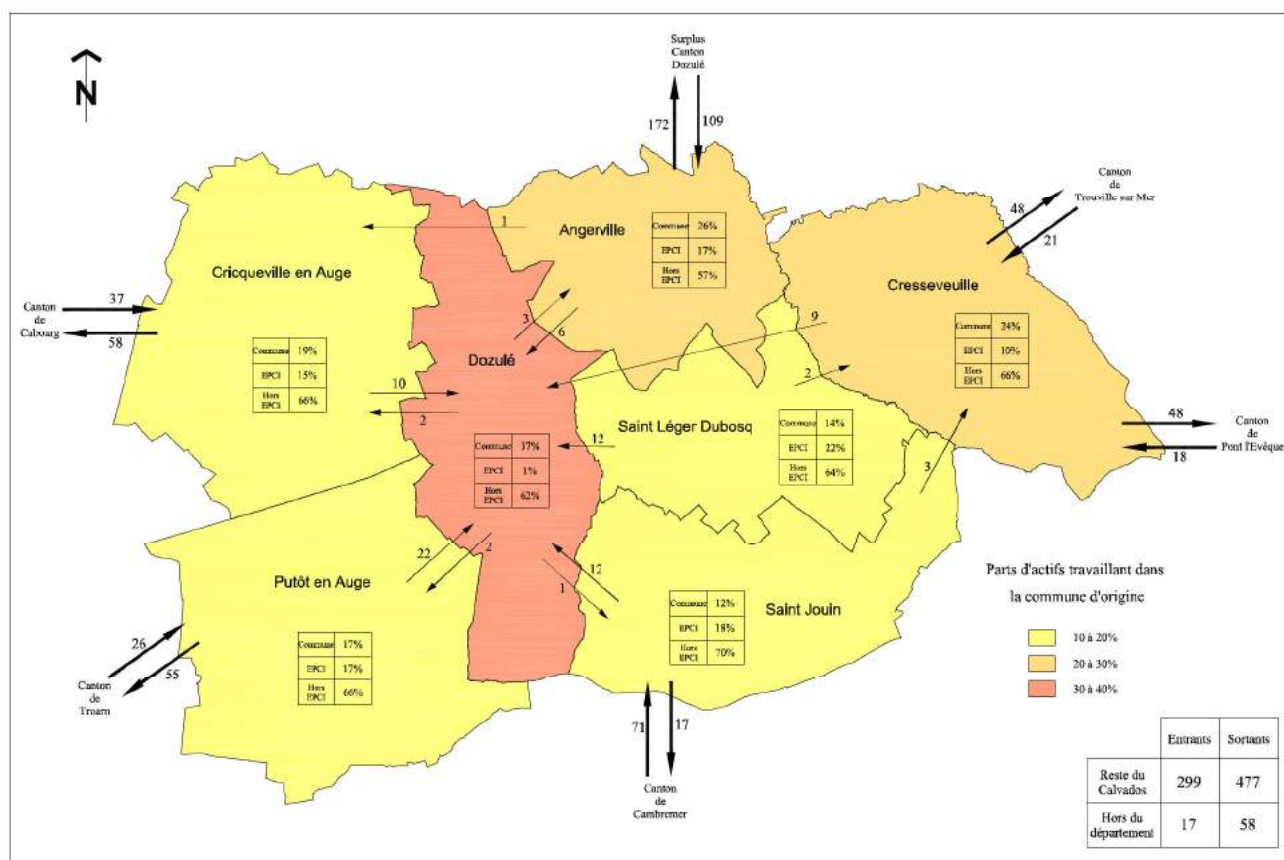 N
Surplus
Canton
Dozulé
172
109
Canton
de
Trouville sur Mer
48
21
Angerville
Commune 26%
EPCI 17%
Hors
EPCI 57%
1
Cricqueville en Auge
Commune 19%
EPCI 15%
Hors
EPCI 66%
Canton
de
Cabourg
37
58
Cresseveuille
Commune 24%
EPCI 10%
Hors
EPCI 66%
Dozulé
Commune 37%
EPCI 1%
Hors
EPCI 62%
3
6
9
2
10
2
12
Saint Léger Dubosq
Commune 14%
EPCI 22%
Hors
EPCI 64%
48
18
Canton
de
Pont l'Evêque
3
22
2
12
1
Putôt en Auge
Commune 17%
EPCI 17%
Hors
EPCI 66%
Saint Jouin
Commune 12%
EPCI 18%
Hors
EPCI 70%
26
55
Canton
de
Troarn
71
17
Canton
de
Cambremer
Parts d'actifs travaillant dans
la commune d'origine
10 à 20%
20 à 30%
30 à 40%
Entrants Sortants
Reste du
Calvados 299 477
Hors du
département 17 58